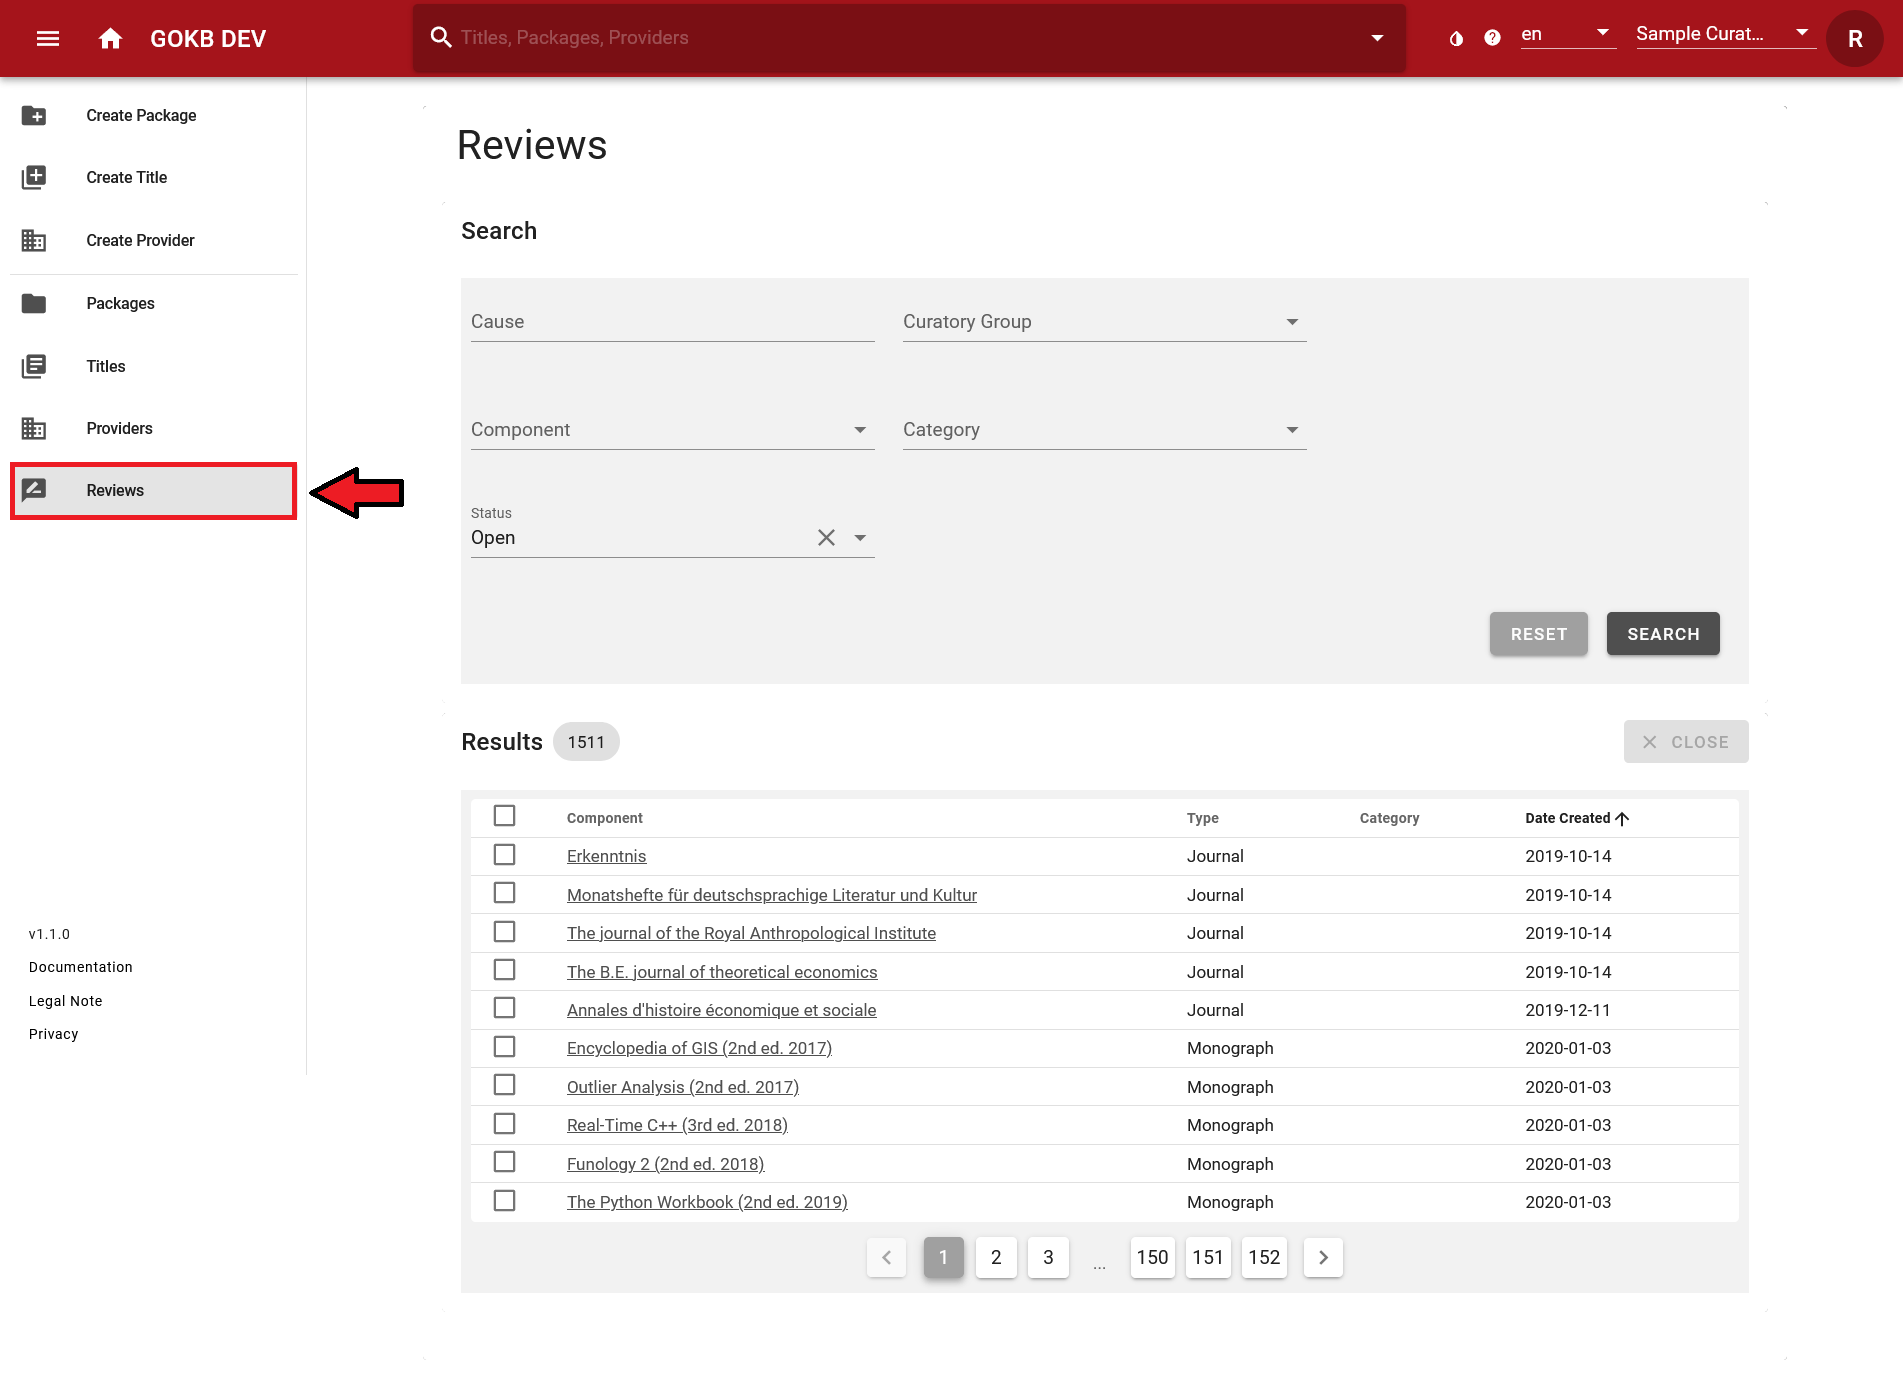 GOKB DEV
Titles, Packages, Providers
en
Sample Curat...
R
Create Package
Create Title
Create Provider
Packages
Titles
Providers
Reviews
v1.1.0
Documentation
Legal Note
Privacy
Reviews
Search
Cause
Curatory Group
Component
Category
Status
Open
RESET
SEARCH
Results 1511
CLOSE
Component Type Category Date Created
Erkenntnis Journal 2019-10-14
Monatshefte für deutschsprachige Literatur und Kultur Journal 2019-10-14
The journal of the Royal Anthropological Institute Journal 2019-10-14
The B.E. journal of theoretical economics Journal 2019-10-14
Annales d'histoire économique et sociale Journal 2019-12-11
Encyclopedia of GIS (2nd ed. 2017) Monograph 2020-01-03
Outlier Analysis (2nd ed. 2017) Monograph 2020-01-03
Real-Time C++ (3rd ed. 2018) Monograph 2020-01-03
Funology 2 (2nd ed. 2018) Monograph 2020-01-03
The Python Workbook (2nd ed. 2019) Monograph 2020-01-03
1 2 3 ... 150 151 152